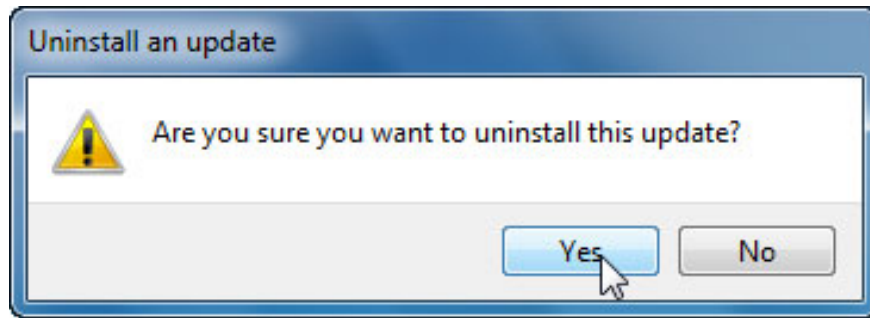 Uninstall an update
Are you sure you want to uninstall this update?
Yes
No